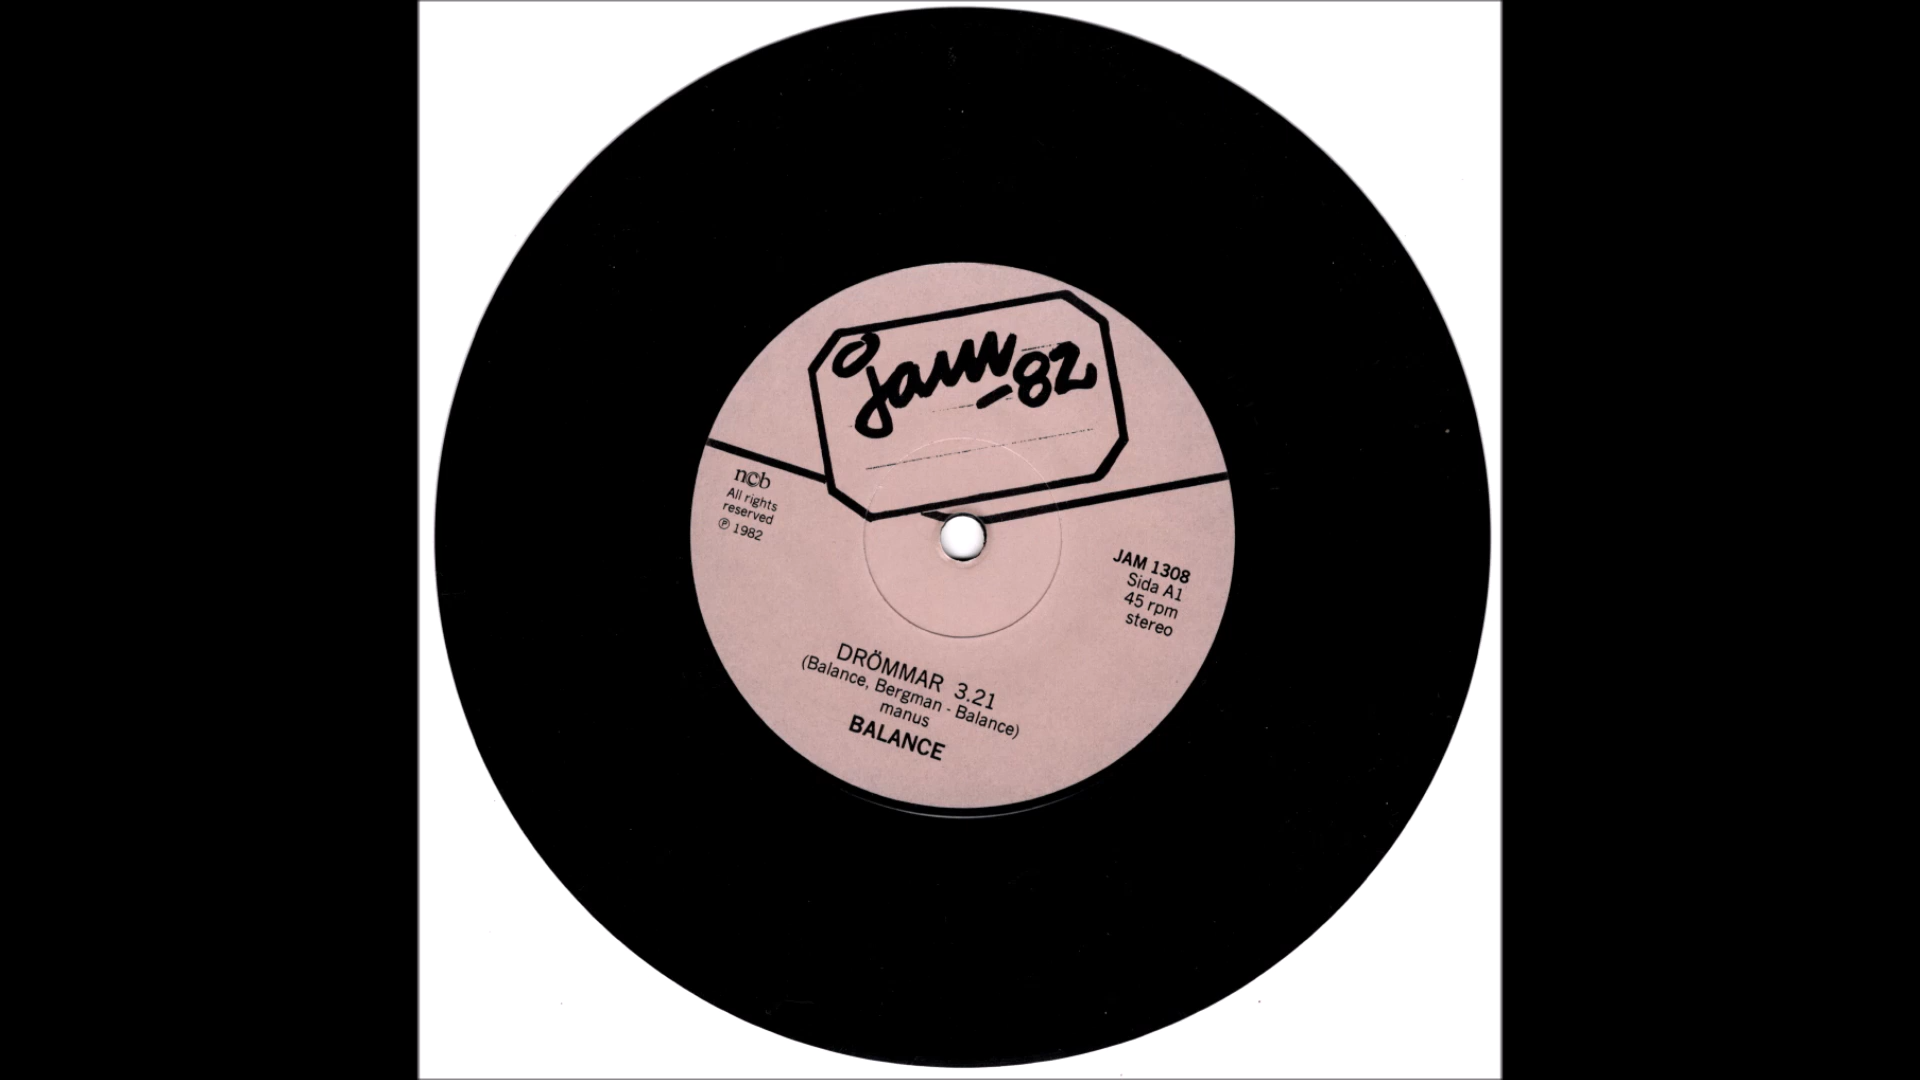 jam-82
n©b
All rights
reserved
℗ 1982
JAM 1308
Sida A1
45 rpm
stereo
DRÖMMAR 3.21
(Balance, Bergman - Balance)
manus
BALANCE